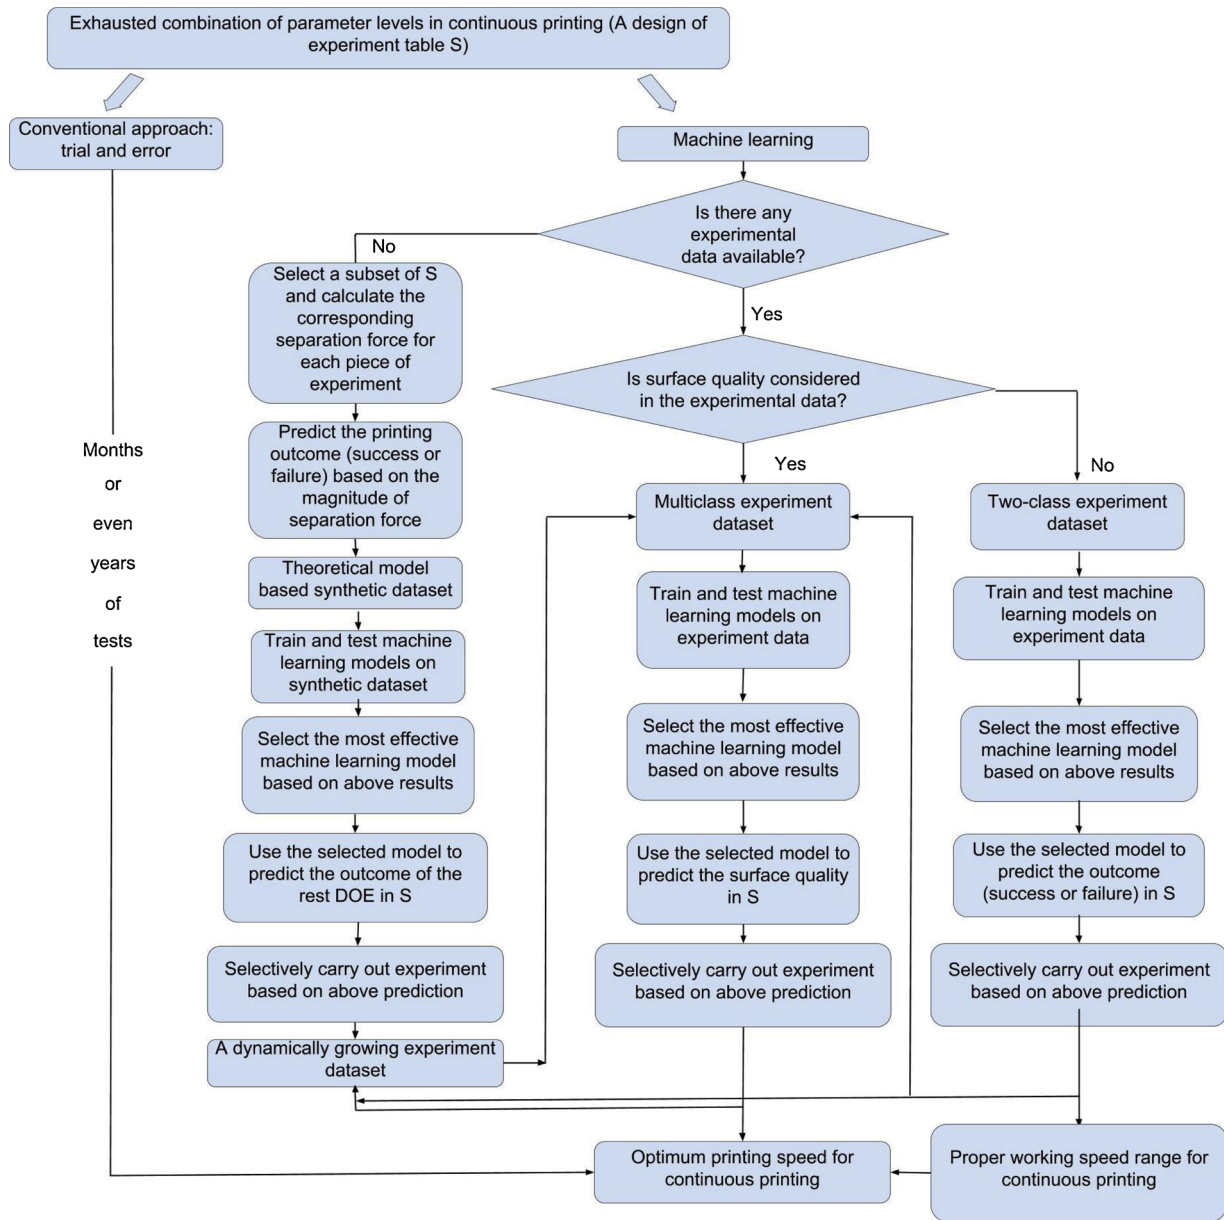 Exhausted combination of parameter levels in continuous printing (A design of
experiment table S)
Conventional approach:
trial and error
Machine learning
Is there any
experimental
data available?
No
Yes
Select a subset of S
and calculate the
corresponding
separation force for
each piece of
experiment
Is surface quality considered
in the experimental data?
Yes
No
Predict the printing
outcome (success or
failure) based on the
magnitude of
separation force
Months
or
even
years
of
tests
Multiclass experiment
dataset
Two-class experiment
dataset
Theoretical model
based synthetic dataset
Train and test machine
learning models on
experiment data
Train and test machine
learning models on
experiment data
Train and test machine
learning models on
synthetic dataset
Select the most effective
machine learning model
based on above results
Select the most effective
machine learning model
based on above results
Select the most effective
machine learning model
based on above results
Use the selected model to
predict the outcome of the
rest DOE in S
Use the selected model to
predict the surface quality
in S
Use the selected model to
predict the outcome
(success or failure) in S
Selectively carry out experiment
based on above prediction
Selectively carry out experiment
based on above prediction
Selectively carry out experiment
based on above prediction
A dynamically growing experiment
dataset
Optimum printing speed for
continuous printing
Proper working speed range for
continuous printing